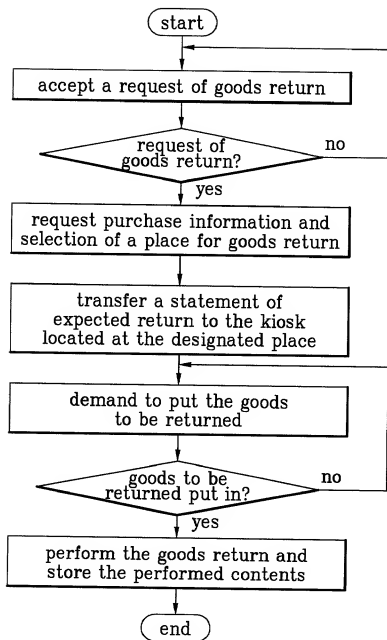 start
accept a request of goods return
request of
goods return?
no
yes
request purchase information and
selection of a place for goods return
transfer a statement of
expected return to the kiosk
located at the designated place
demand to put the goods
to be returned
goods to be
returned put in?
no
yes
perform the goods return and
store the performed contents
end